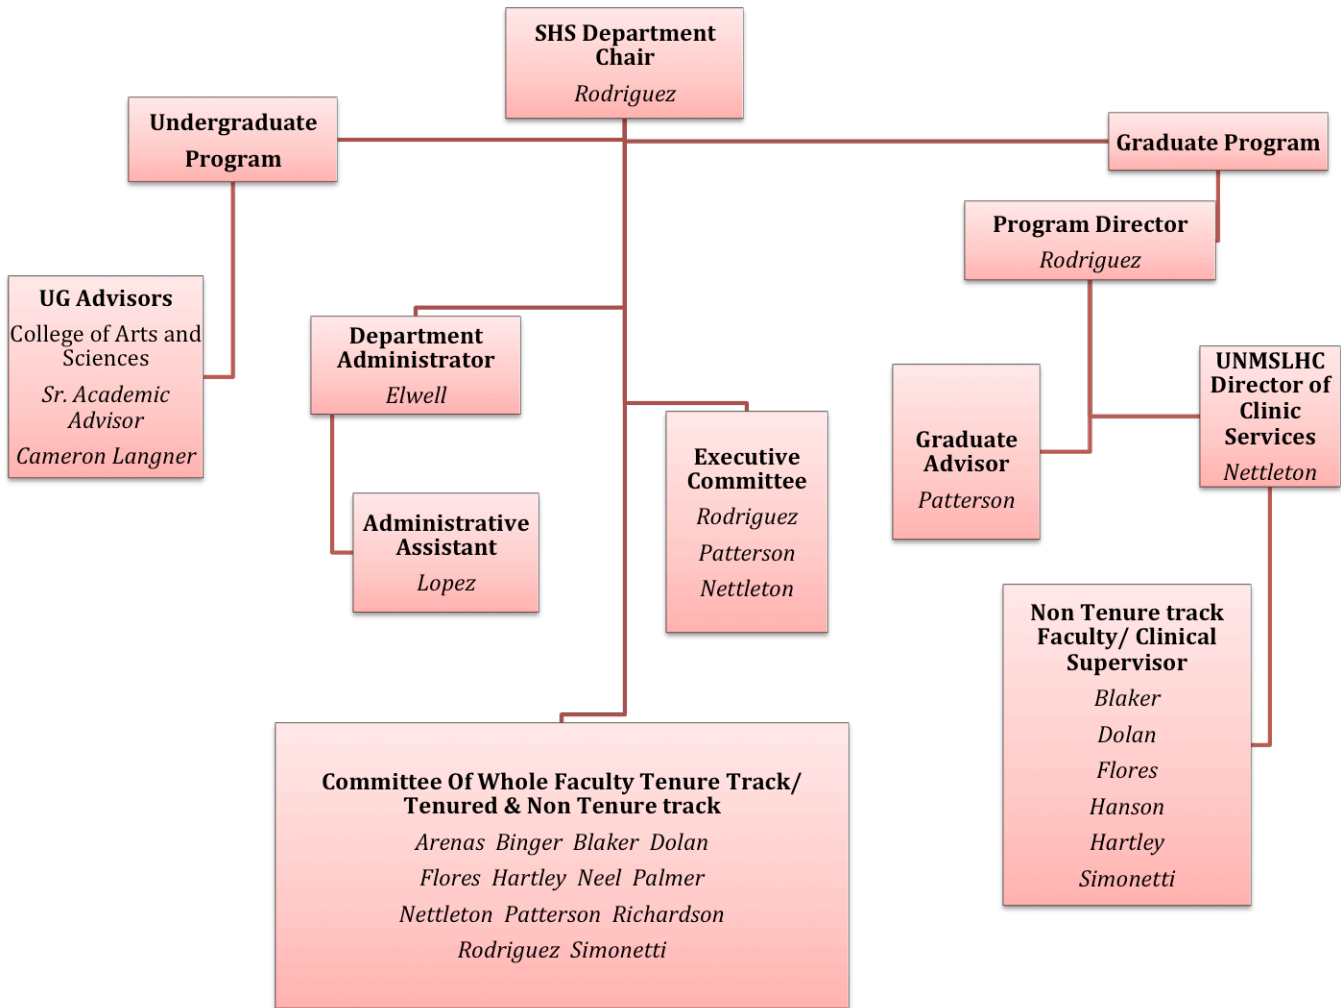 SHS Department
Chair
Rodriguez
Undergraduate
Program
Graduate Program
Program Director
Rodriguez
UG Advisors
College of Arts and
Sciences
Sr. Academic
Advisor
Cameron Langner
Department
Administrator
Elwell
UNMSLHC
Director of
Clinic
Services
Nettleton
Graduate
Advisor
Patterson
Executive
Committee
Rodriguez
Patterson
Nettleton
Administrative
Assistant
Lopez
Non Tenure track
Faculty/ Clinical
Supervisor
Blaker
Dolan
Flores
Hanson
Hartley
Simonetti
Committee Of Whole Faculty Tenure Track/
Tenured & Non Tenure track
Arenas Binger Blaker Dolan
Flores Hartley Neel Palmer
Nettleton Patterson Richardson
Rodriguez Simonetti